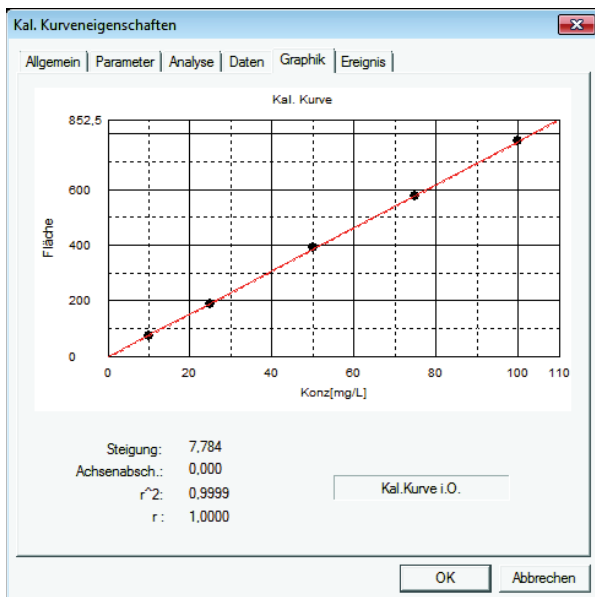 Kal. Kurveneigenschaften
Allgemein Parameter Analyse Daten Graphik Ereignis
Kal. Kurve
852,5
600
400
200
0
Fläche
0 20 40 60 80 100 110
Konz[mg/L]
Steigung: 7,784
Achsenabsch.: 0,000
r^2: 0,9999
r : 1,0000
Kal.Kurve i.O.
OK Abbrechen